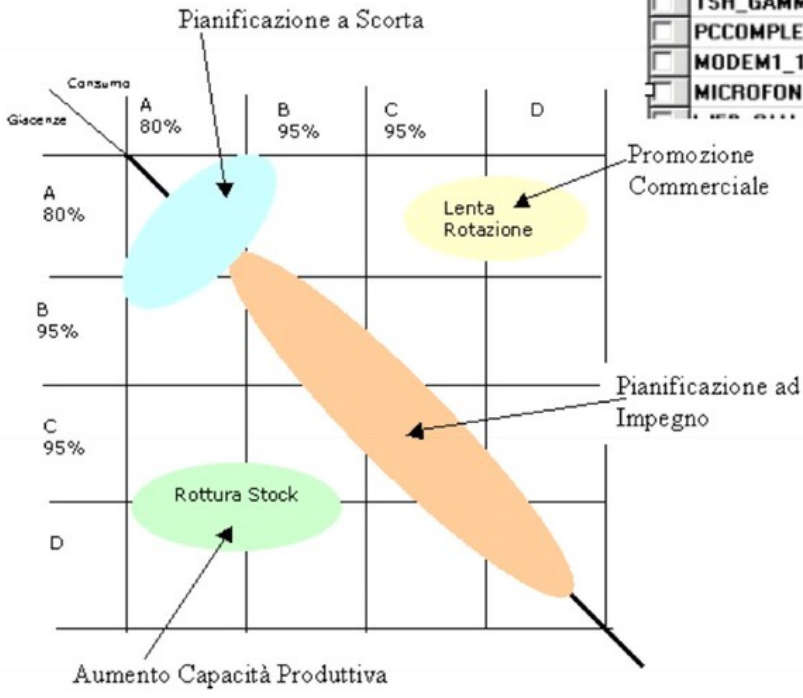 Pianificazione a Scorta
PCCOMPLE
MODEM1_1
MICROFON
Consumo
Giacenze
A
80%
B
95%
C
95%
D
Promozione
Commerciale
A
80%
Lenta
Rotazione
B
95%
Pianificazione ad
Impegno
C
95%
Rottura Stock
D
Aumento Capacità Produttiva